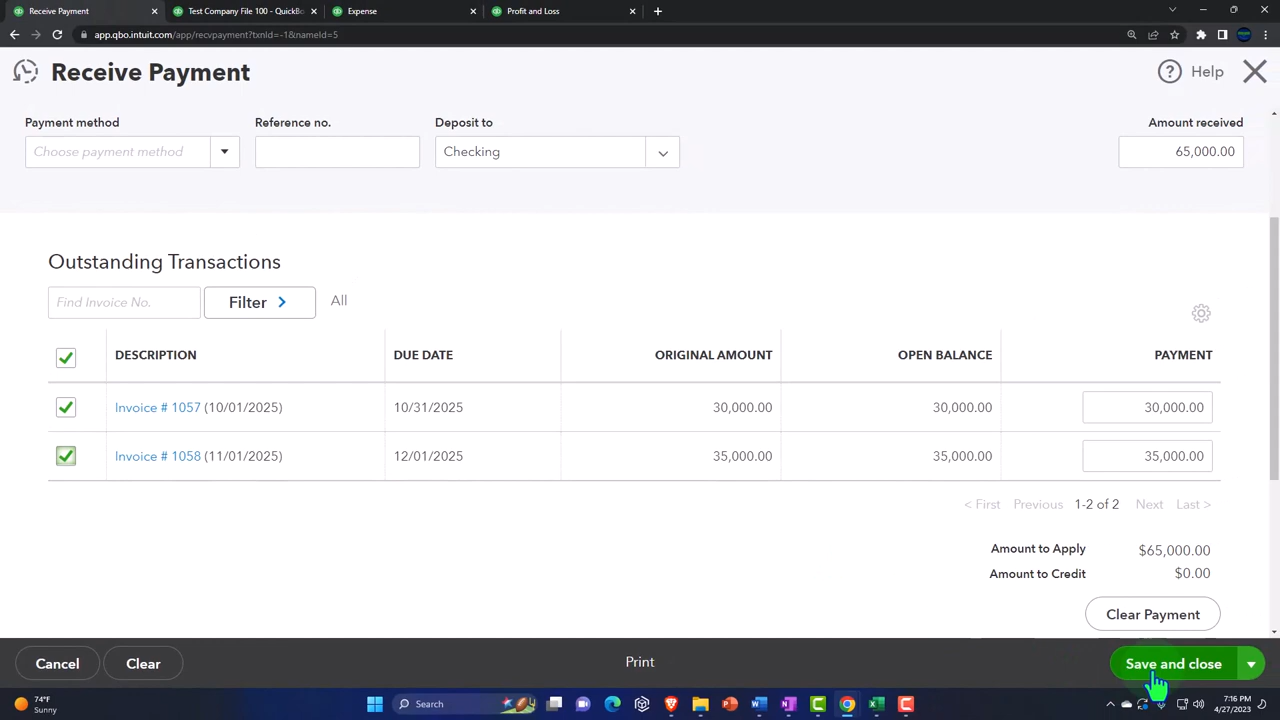 Receive Payment
Test Company File 100 - QuickBo
Expense
Profit and Loss
app.qbo.intuit.com/app/recvpayment?txnId=-1&nameId=5
Receive Payment
Help
Payment method
Reference no.
Deposit to
Amount received
Choose payment method
Checking
65,000.00
Outstanding Transactions
Find Invoice No.
Filter
All
DESCRIPTION DUE DATE ORIGINAL AMOUNT OPEN BALANCE PAYMENT
Invoice # 1057 (10/01/2025) 10/31/2025 30,000.00 30,000.00 30,000.00
Invoice # 1058 (11/01/2025) 12/01/2025 35,000.00 35,000.00 35,000.00
< First Previous 1-2 of 2 Next Last >
Amount to Apply $65,000.00
Amount to Credit $0.00
Clear Payment
Cancel
Clear
Print
Save and close
74°F
Sunny
Search
7:16 PM
4/27/2023